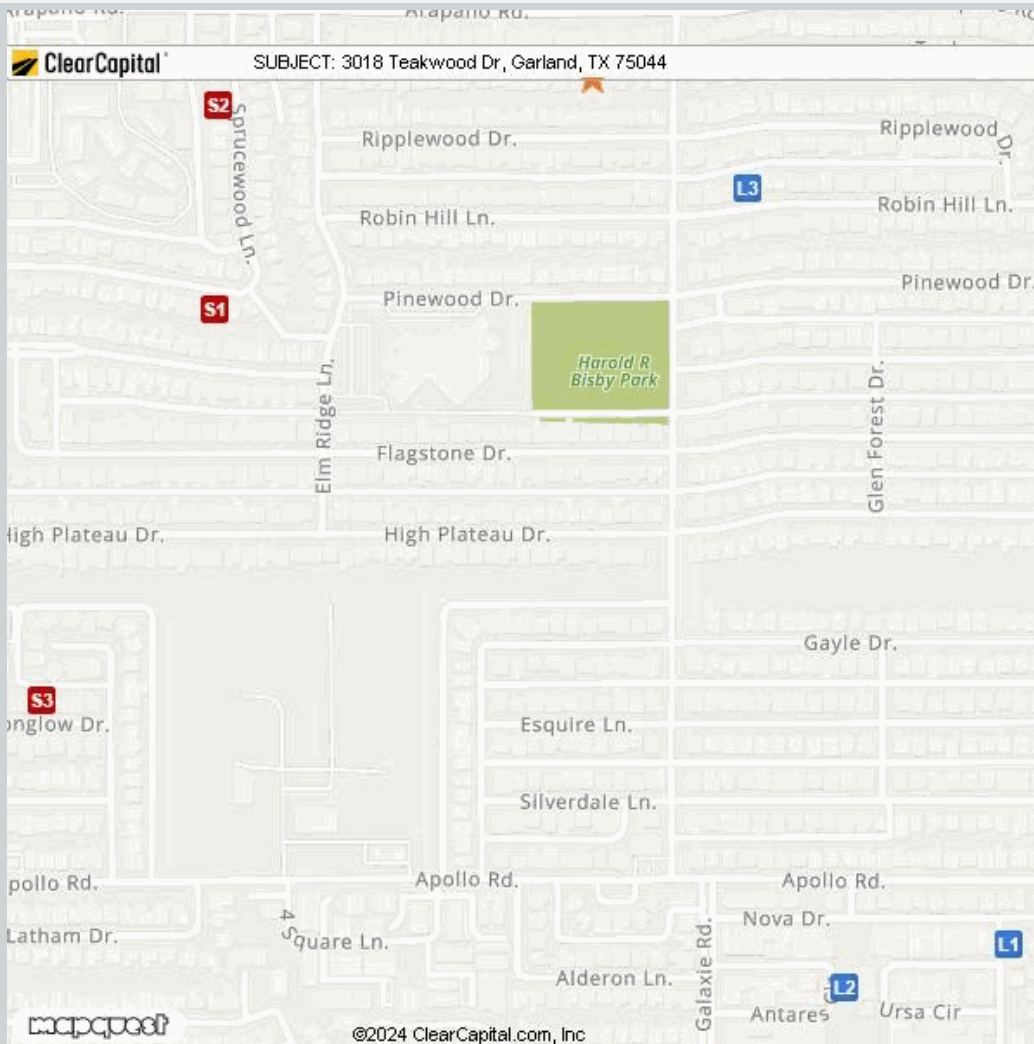 Arapaho Rd.
ClearCapital
SUBJECT: 3018 Teakwood Dr, Garland, TX 75044
S2
Sprucewood Ln.
Ripplewood Dr.
Ripplewood Dr.
L3
Robin Hill Ln.
Robin Hill Ln.
S1
Pinewood Dr.
Pinewood Dr.
Harold R
Bisby Park
Elm Ridge Ln.
Glen Forest Dr.
Flagstone Dr.
High Plateau Dr.
High Plateau Dr.
Gayle Dr.
S3
onglow Dr.
Esquire Ln.
Silverdale Ln.
pollo Rd.
Apollo Rd.
Apollo Rd.
Latham Dr.
4 Square Ln.
Nova Dr.
Galaxie Rd.
L1
Alderon Ln.
L2
Antares
Ursa Cir
mapquest
©2024 ClearCapital.com, Inc